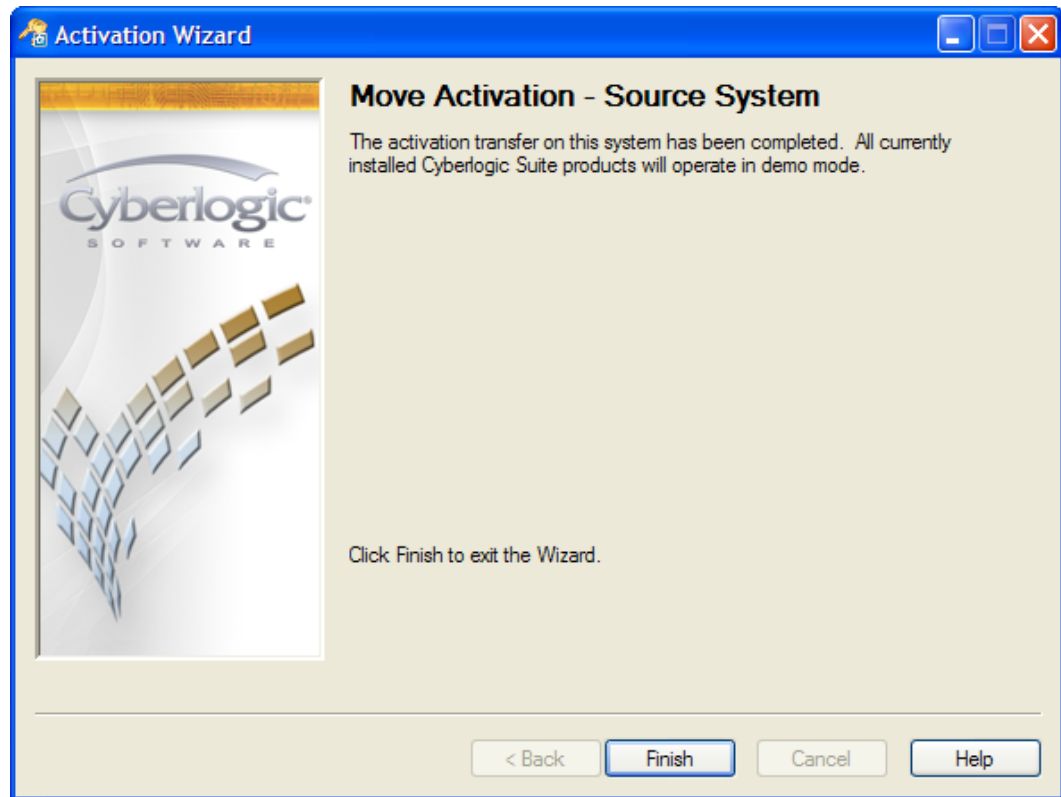 Activation Wizard
Cyberlogic®
SOFTWARE
Move Activation - Source System
The activation transfer on this system has been completed.  All currently
installed Cyberlogic Suite products will operate in demo mode.
Click Finish to exit the Wizard.
< Back
Finish
Cancel
Help